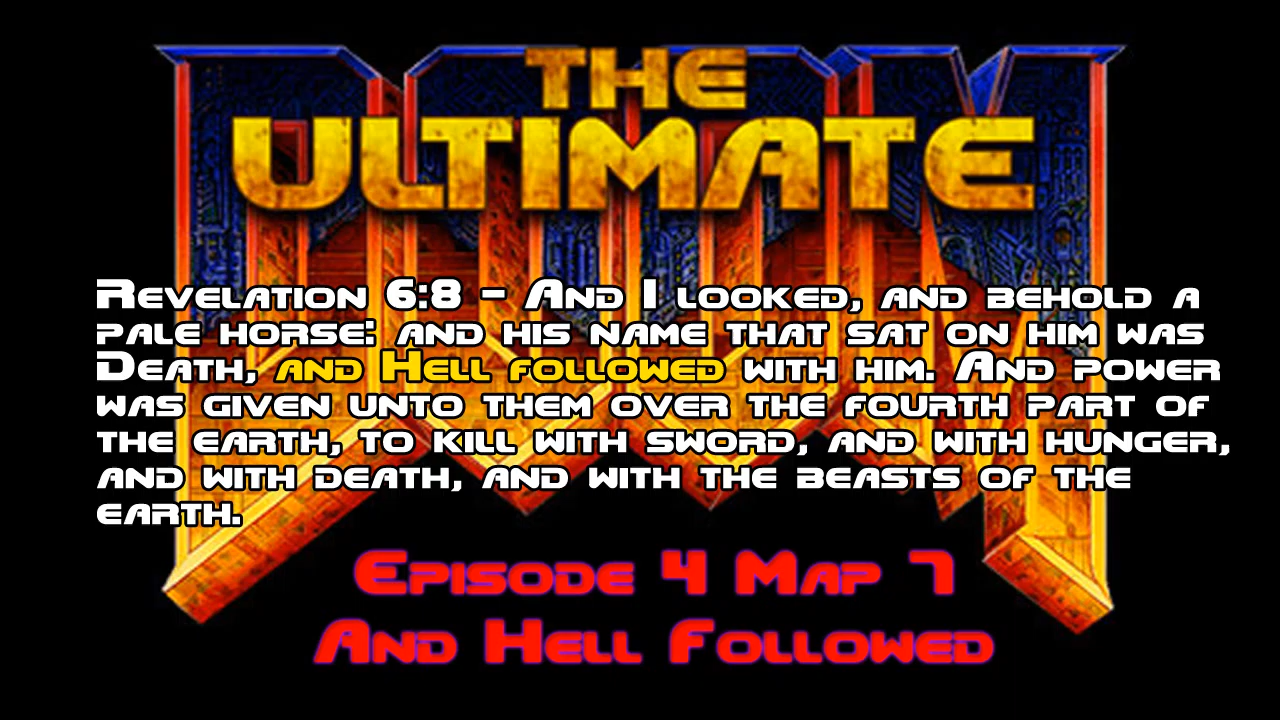 THE
ULTIMATE
DOOM
Revelation 6:8 - And I looked, and behold a
pale horse: and his name that sat on him was
Death, and Hell followed with him. And power
was given unto them over the fourth part of
the earth, to kill with sword, and with hunger,
and with death, and with the beasts of the
earth.
Episode 4 Map 7
And Hell Followed